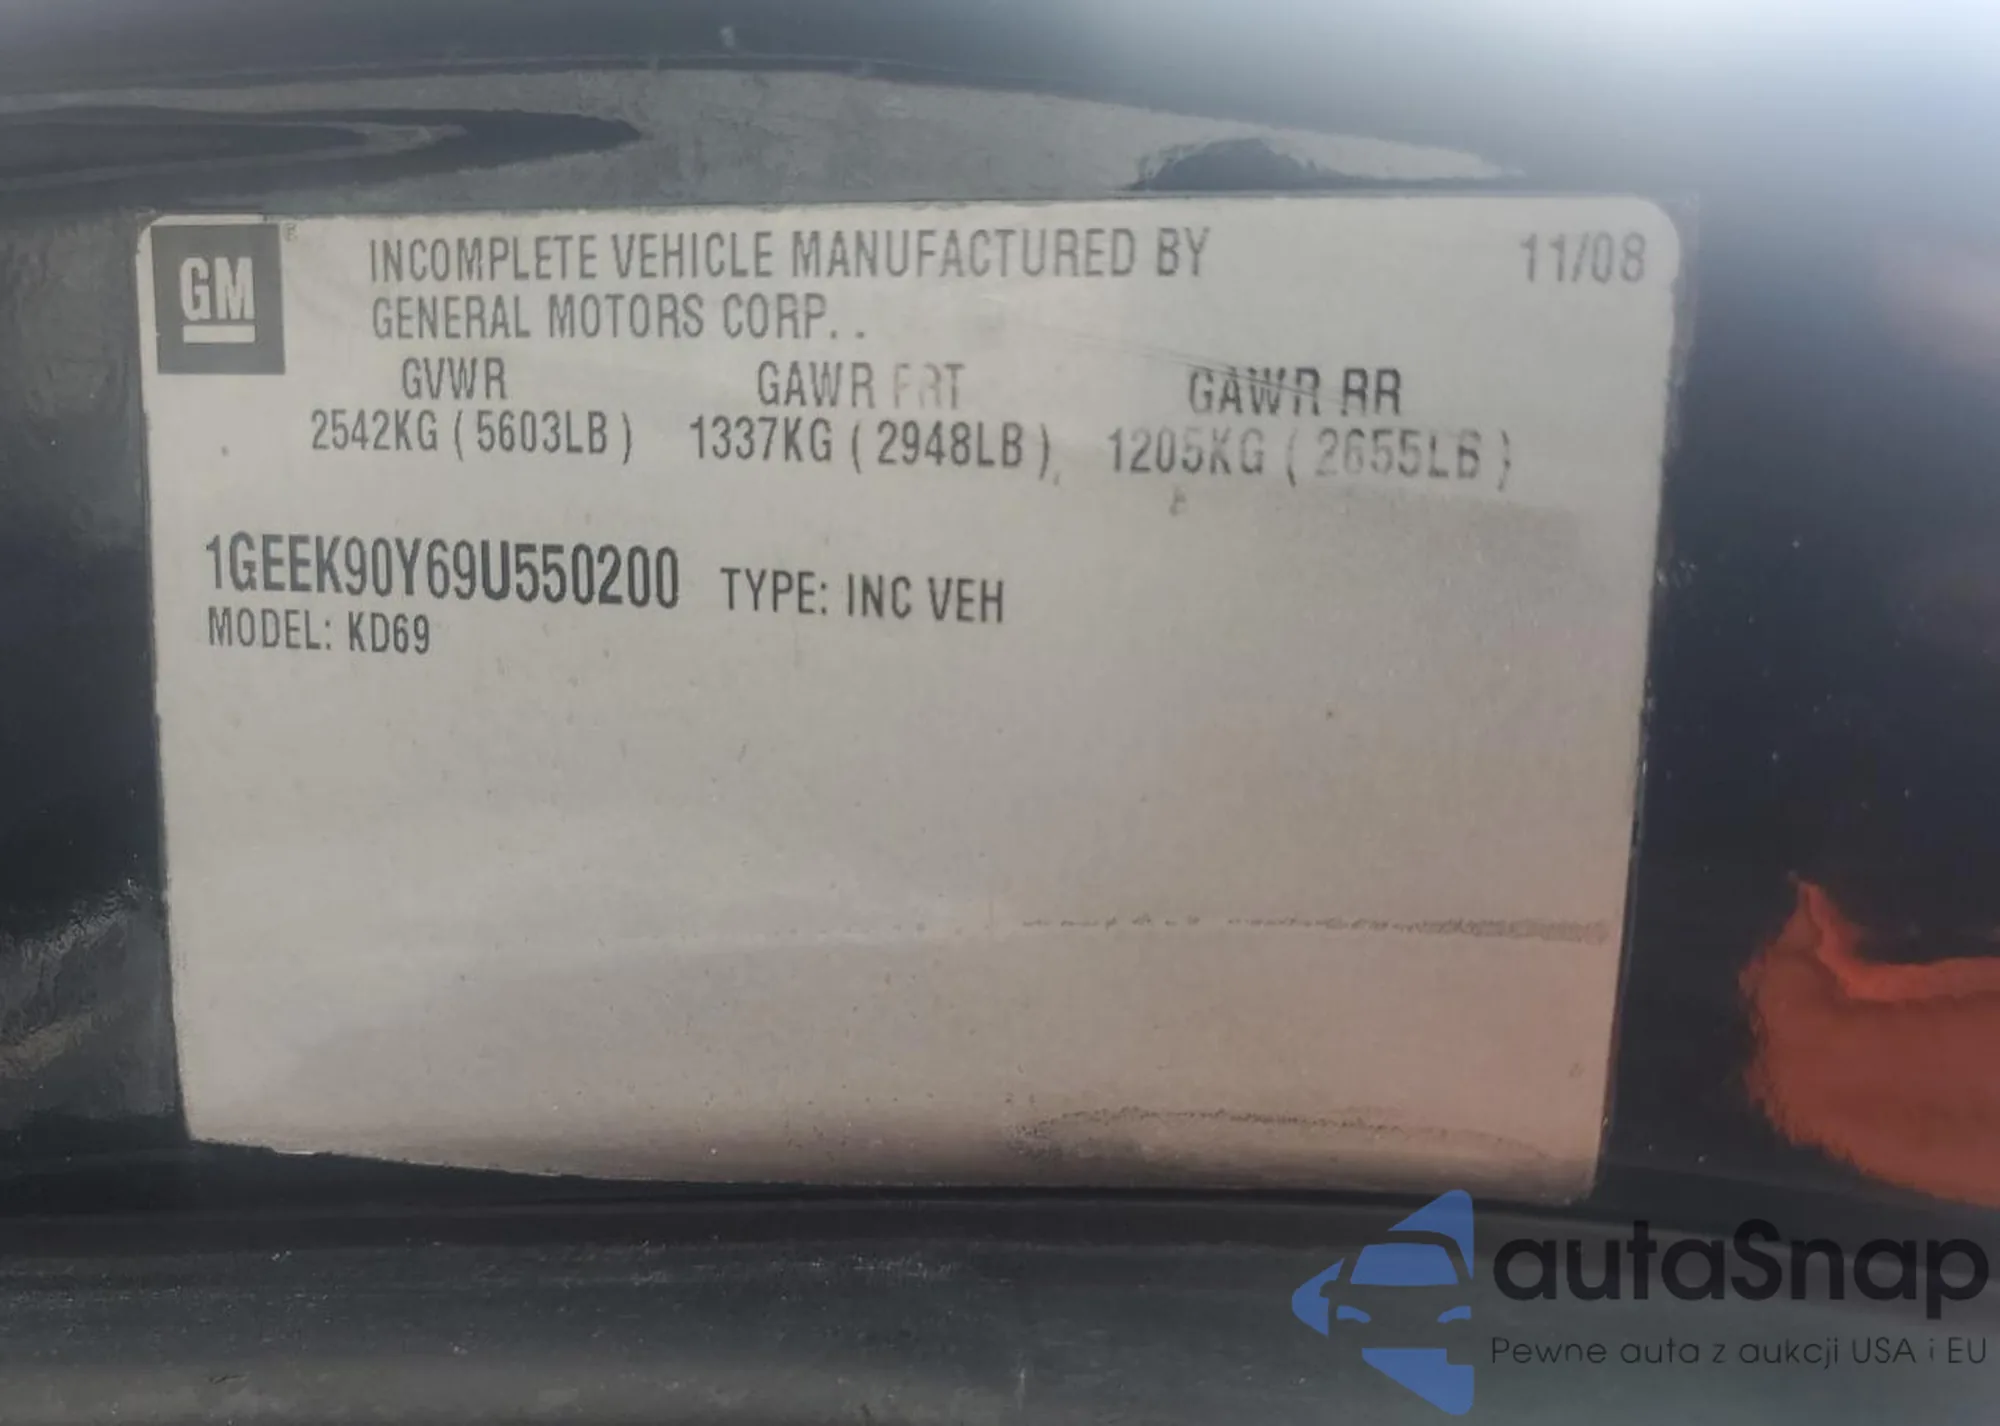 GM
INCOMPLETE VEHICLE MANUFACTURED BY 11/08
GENERAL MOTORS CORP. .
GVWR GAWR FRT GAWR RR
2542KG ( 5603LB ) 1337KG ( 2948LB ) 1205KG ( 2655LB )
1GEEK90Y69U550200 TYPE: INC VEH
MODEL: KD69
autaSnap
Pewne auta z aukcji USA i EU